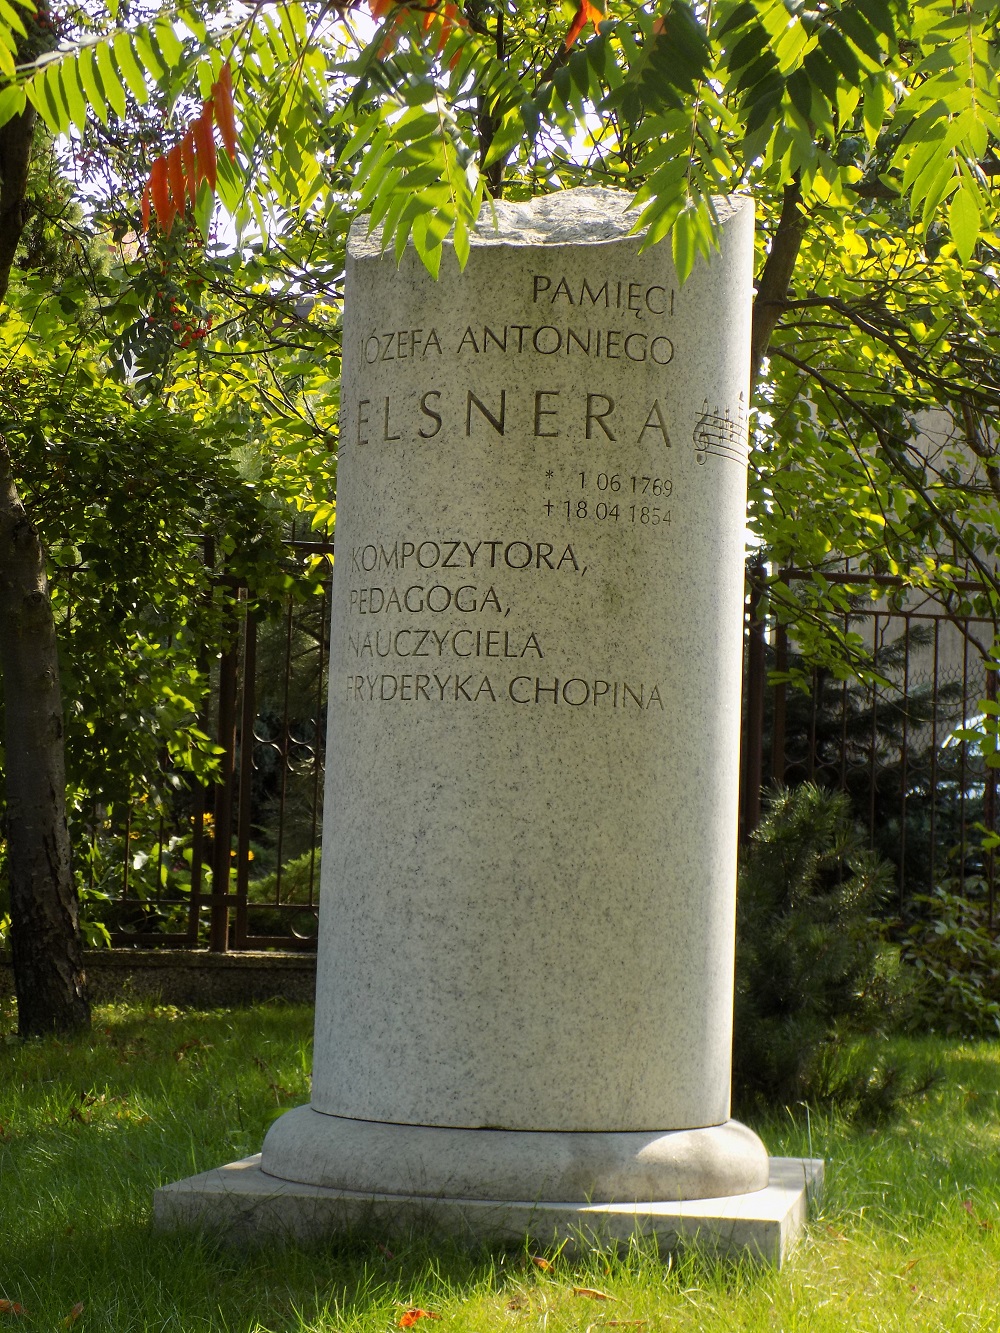 PAMIĘCI
JÓZEFA ANTONIEGO
ELSNERA
* 1 06 1769
+ 18 04 1854
KOMPOZYTORA,
PEDAGOGA,
NAUCZYCIELA
FRYDERYKA CHOPINA